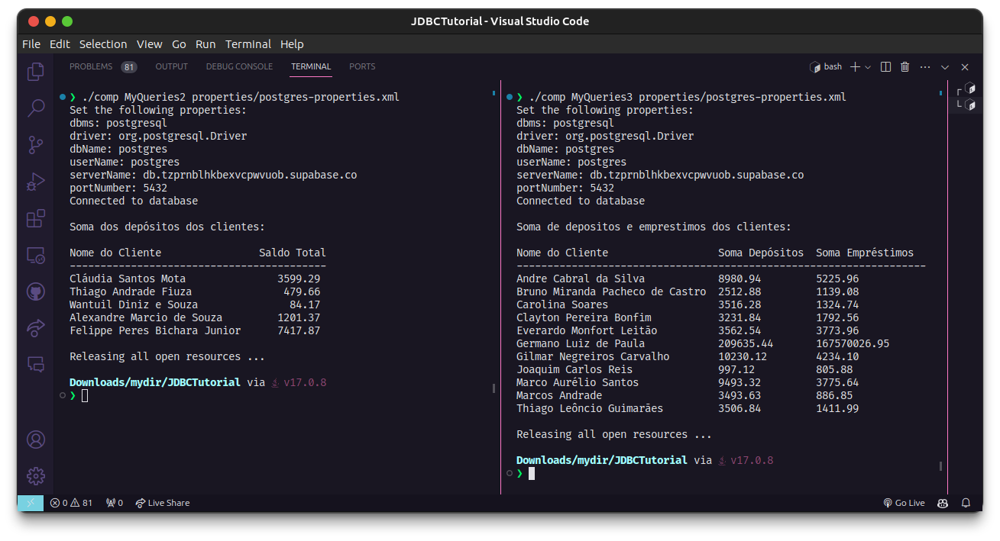 JDBCTutorial - Visual Studio Code
File Edit Selection View Go Run Terminal Help
PROBLEMS 81 OUTPUT DEBUG CONSOLE TERMINAL PORTS
bash
❯ ./comp MyQueries2 properties/postgres-properties.xml
Set the following properties:
dbms: postgresql
driver: org.postgresql.Driver
dbName: postgres
userName: postgres
serverName: db.tzprnblhkbexvcpwvuob.supabase.co
portNumber: 5432
Connected to database
Soma dos depósitos dos clientes:
Nome do Cliente Saldo Total
------------------------------------------
Cláudia Santos Mota 3599.29
Thiago Andrade Fiuza 479.66
Wantuil Diniz e Souza 84.17
Alexandre Marcio de Souza 1201.37
Felippe Peres Bichara Junior 7417.87
Releasing all open resources ...
Downloads/mydir/JDBCTutorial via v17.0.8
❯
❯ ./comp MyQueries3 properties/postgres-properties.xml
Set the following properties:
dbms: postgresql
driver: org.postgresql.Driver
dbName: postgres
userName: postgres
serverName: db.tzprnblhkbexvcpwvuob.supabase.co
portNumber: 5432
Connected to database
Soma de depositos e emprestimos dos clientes:
Nome do Cliente Soma Depósitos Soma Empréstimos
-------------------------------------------------------------------
Andre Cabral da Silva 8980.94 5225.96
Bruno Miranda Pacheco de Castro 2512.88 1139.08
Carolina Soares 3516.28 1324.74
Clayton Pereira Bonfim 3231.84 1792.56
Everardo Monfort Leitão 3562.54 3773.96
Germano Luiz de Paula 209635.44 167570026.95
Gilmar Negreiros Carvalho 10230.12 4234.10
Joaquim Carlos Reis 997.12 805.88
Marco Aurélio Santos 9493.32 3775.64
Marcos Andrade 3493.63 886.85
Thiago Leôncio Guimarães 3506.84 1411.99
Releasing all open resources ...
Downloads/mydir/JDBCTutorial via v17.0.8
❯
0 81 0 Live Share Go Live